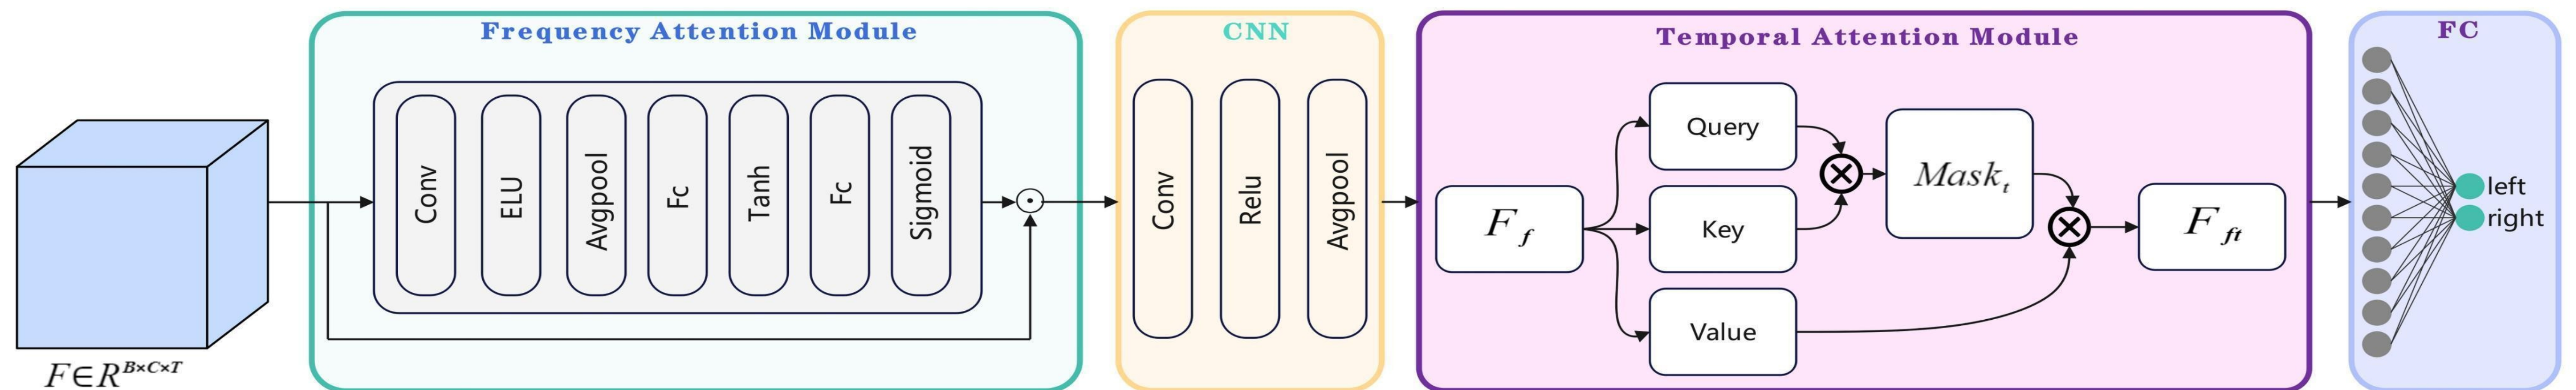 Frequency Attention Module
CNN
Temporal Attention Module
FC
Conv
ELU
Avgpool
Fc
Tanh
Fc
Sigmoid
Conv
Relu
Avgpool
F_f
Query
Key
Value
Mask_t
F_ft
left
right
F∈R^{B×C×T}